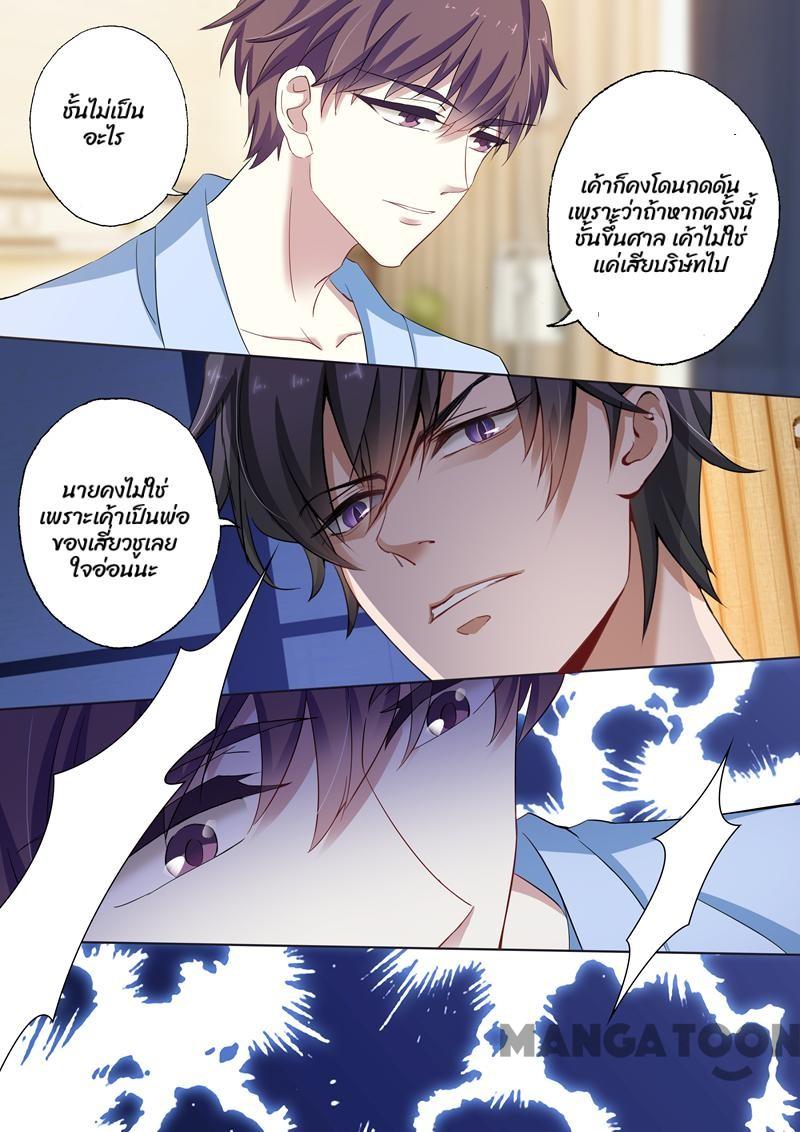 ชั้นไม่เป็น
อะไร
เค้าก็คงโดนกดดัน
เพราะว่าถ้าหากครั้งนี้
ชั้นขึ้นศาล เค้าไม่ใช่
แค่เสียบริษัทไป
นายคงไม่ใช่
เพราะเค้าเป็นพ่อ
ของเสี่ยวชูเลย
ใจอ่อนนะ
MANGATOON